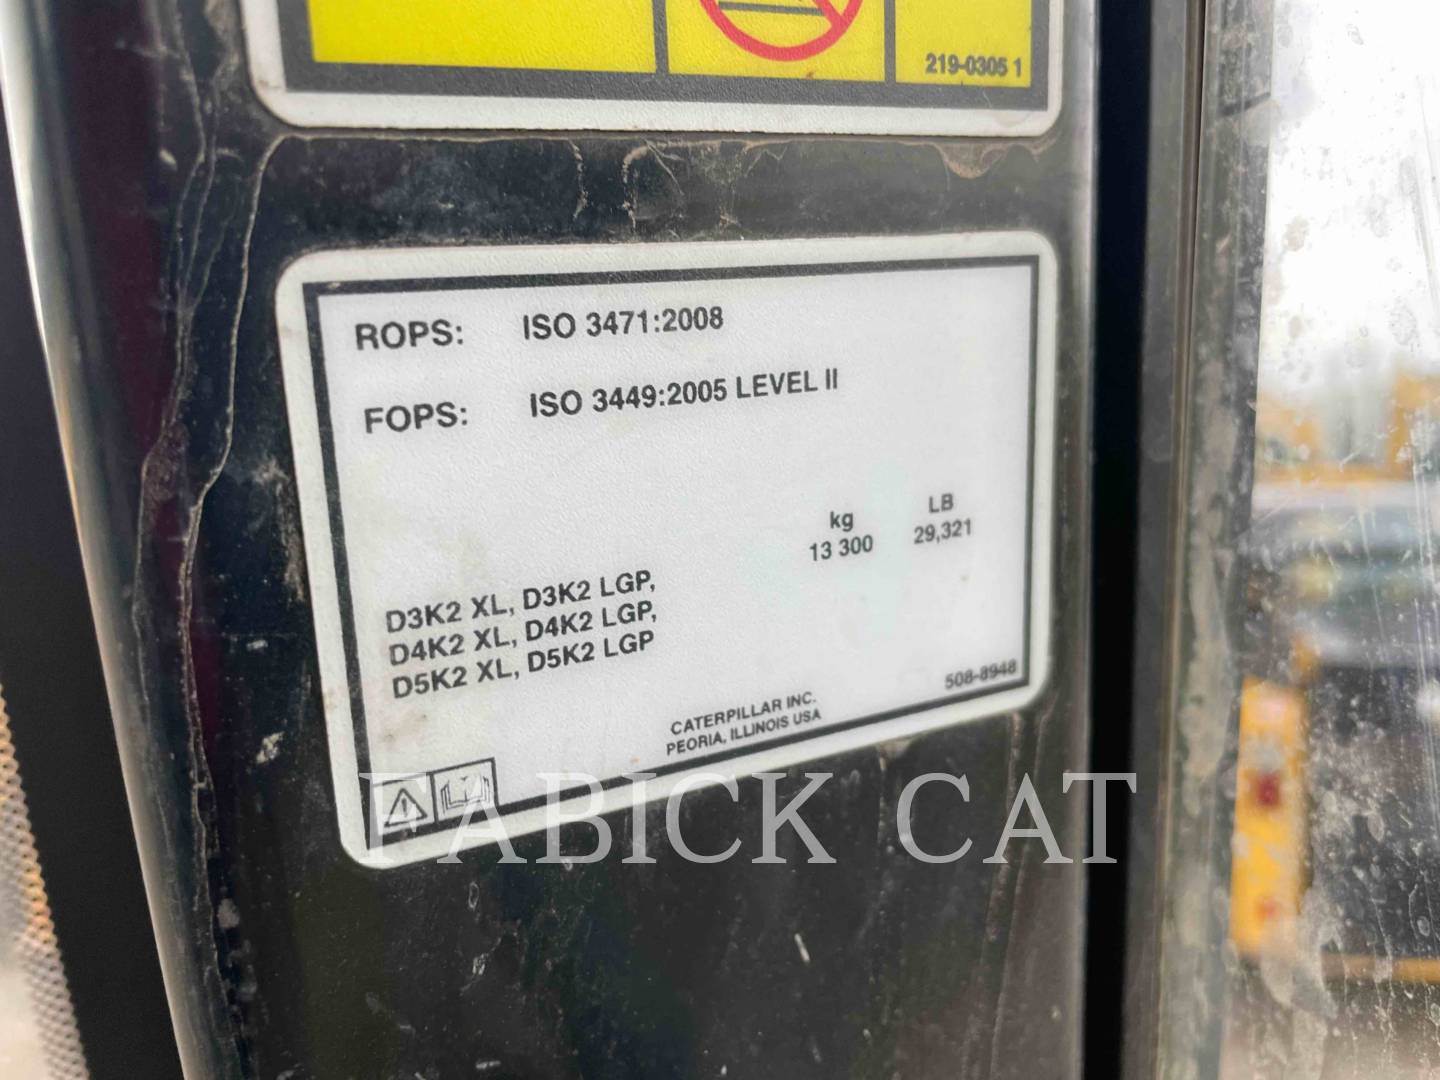 219-0305 1
ROPS: ISO 3471:2008
FOPS: ISO 3449:2005 LEVEL II
kg LB
13 300 29,321
D3K2 XL, D3K2 LGP,
D4K2 XL, D4K2 LGP,
D5K2 XL, D5K2 LGP
CATERPILLAR INC.
PEORIA, ILLINOIS USA
508-8948
FABICK CAT